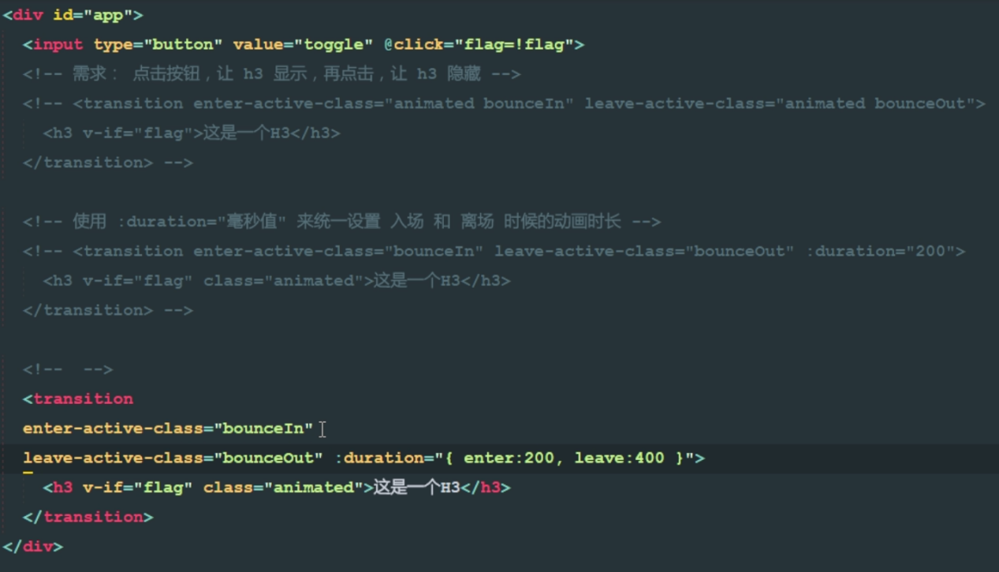 <div id="app">
<input type="button" value="toggle" @click="flag=!flag">
<!-- 需求： 点击按钮，让 h3 显示，再点击，让 h3 隐藏 -->
<!-- <transition enter-active-class="animated bounceIn" leave-active-class="animated bounceOut">
<h3 v-if="flag">这是一个H3</h3>
</transition> -->
<!-- 使用 :duration="毫秒值" 来统一设置 入场 和 离场 时候的动画时长 -->
<!-- <transition enter-active-class="bounceIn" leave-active-class="bounceOut" :duration="200">
<h3 v-if="flag" class="animated">这是一个H3</h3>
</transition> -->
<!--  -->
<transition
enter-active-class="bounceIn"
leave-active-class="bounceOut" :duration="{ enter:200, leave:400 }">
<h3 v-if="flag" class="animated">这是一个H3</h3>
</transition>
</div>